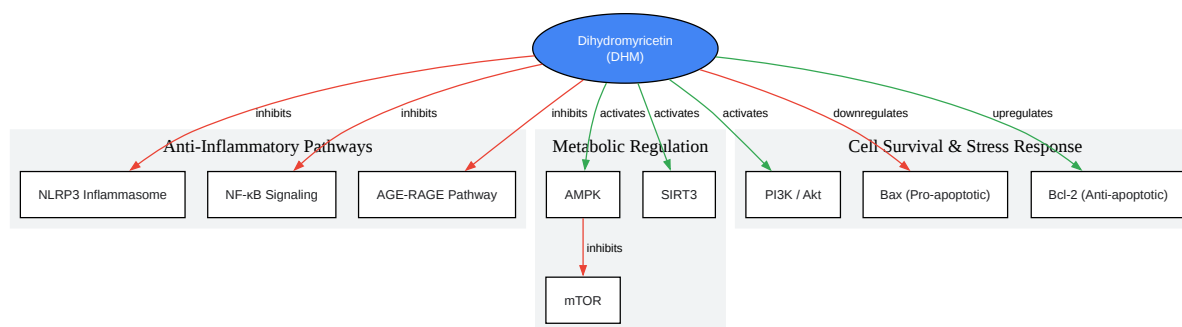 Dihydromyricetin
(DHM)
inhibits
inhibits
inhibits
activates
activates
activates
downregulates
upregulates
Anti-Inflammatory Pathways
Metabolic Regulation
Cell Survival & Stress Response
NLRP3 Inflammasome
NF-κB Signaling
AGE-RAGE Pathway
AMPK
SIRT3
PI3K / Akt
Bax (Pro-apoptotic)
Bcl-2 (Anti-apoptotic)
inhibits
mTOR